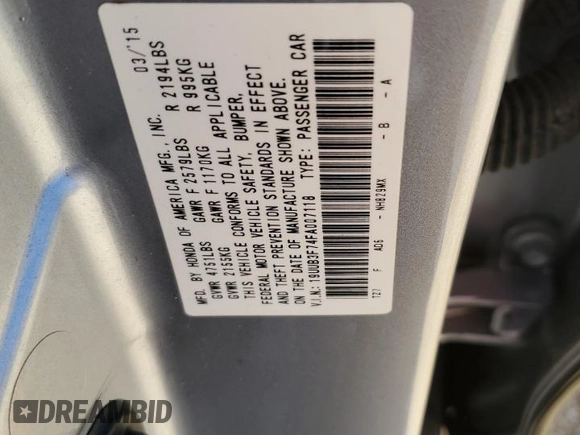 MFD. BY HONDA OF AMERICA MFG., INC. 03/'15
GVWR 4751LBS GAWR F 2579LBS R 2194LBS
GVWR 2155KG GAWR F 1170KG R 995KG
THIS VEHICLE CONFORMS TO ALL APPLICABLE
FEDERAL MOTOR VEHICLE SAFETY, BUMPER,
AND THEFT PREVENTION STANDARDS IN EFFECT
ON THE DATE OF MANUFACTURE SHOWN ABOVE.
V.I.N.: 19UUB3F74FA007118 TYPE: PASSENGER CAR
TZ7 F AD6 - NH829MX - B - A
DREAMBID